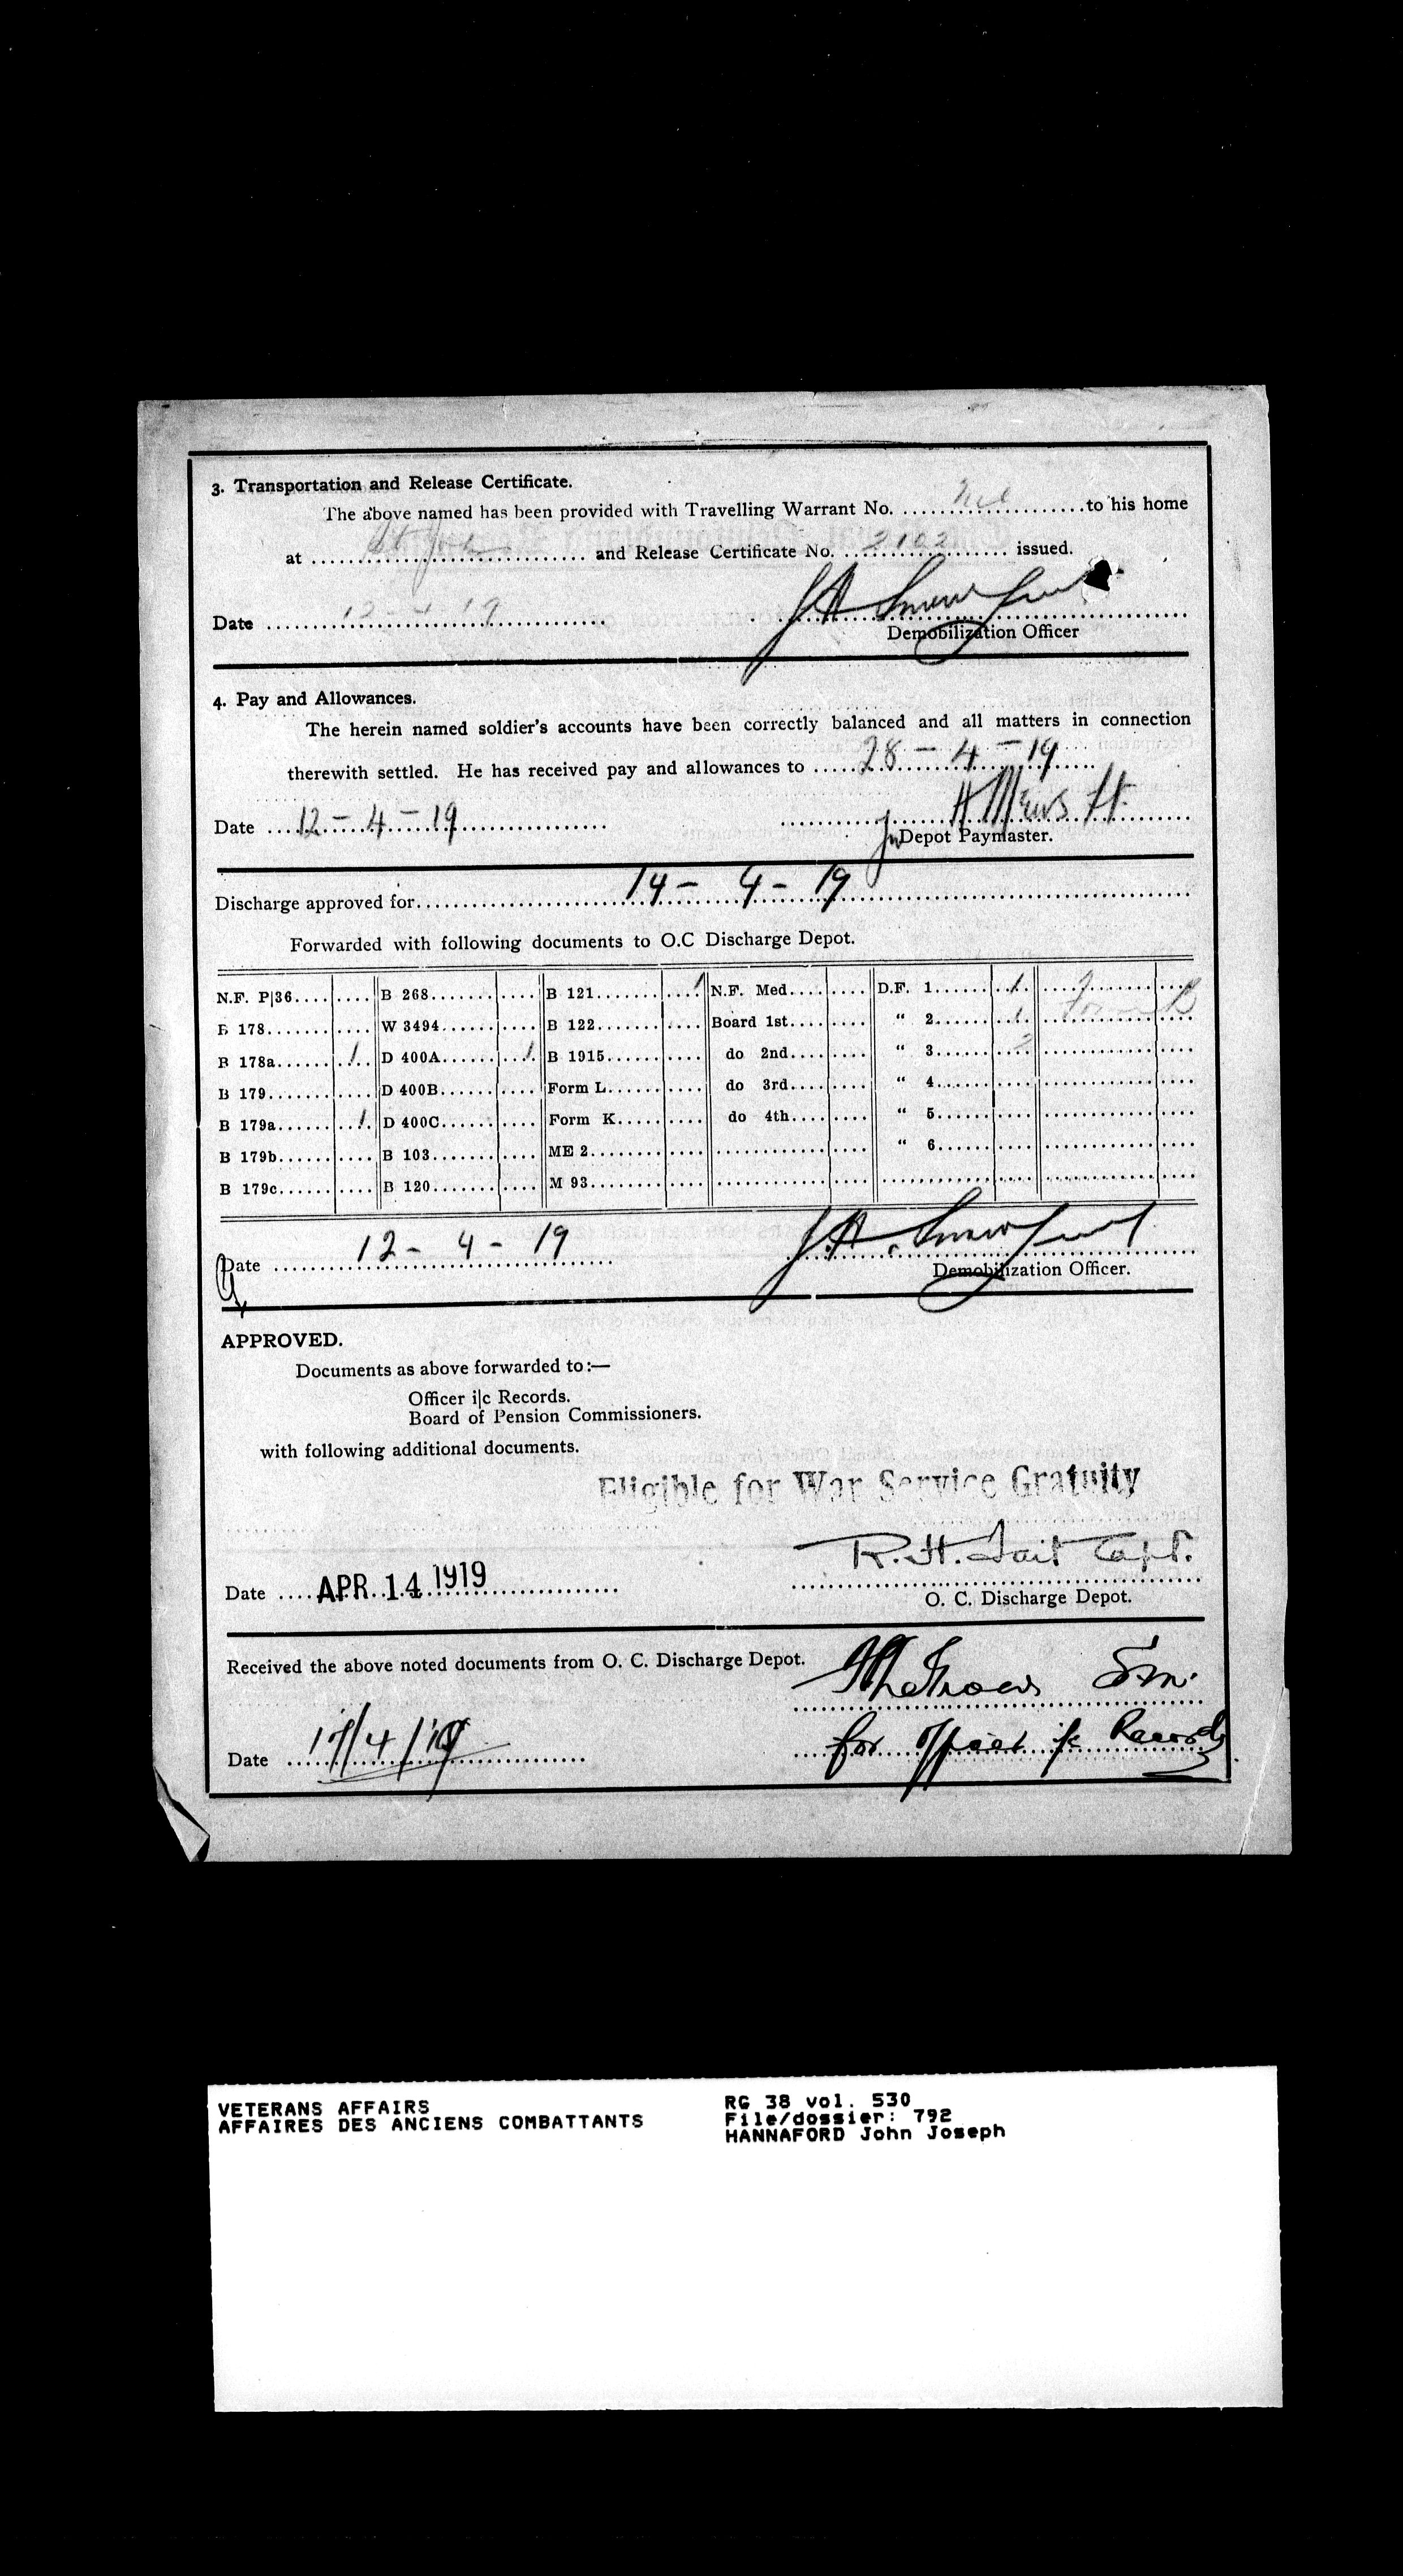 3. Transportation and Release Certificate.
The above named has been provided with Travelling Warrant No. .......... Nil .......... to his home
at .......... St John .......... and Release Certificate No. .......... 2102 .......... issued.
Date .......... 12-4-19 ..........
Demobilization Officer
4. Pay and Allowances.
The herein named soldier's accounts have been correctly balanced and all matters in connection
therewith settled. He has received pay and allowances to .......... 28-4-19 ..........
Date .......... 12-4-19 .......... Mews Lt.
Depot Paymaster.
Discharge approved for .......... 14-4-19 ..........
Forwarded with following documents to O.C Discharge Depot.
N.F. P|36.... B 268.... B 121.... 1 N.F. Med.... D.F. 1.... 1
B 178.... W 3494.... B 122.... Board 1st.... " 2.... 1 Form B
B 178a.... 1 D 400A.... 1 B 1915.... do 2nd.... " 3.... 2
B 179.... D 400B.... Form L.... do 3rd.... " 4....
B 179a.... 1 D 400C.... Form K.... do 4th.... " 5....
B 179b.... B 103.... ME 2.... " 6....
B 179c.... B 120.... M 93....
Date .......... 12-4-19 ..........
Demobilization Officer.
APPROVED.
Documents as above forwarded to:—
Officer i|c Records.
Board of Pension Commissioners.
with following additional documents.
Eligible for War Service Gratuity
R. H. Tait Capt.
Date .... APR 14 1919 ..........
O. C. Discharge Depot.
Received the above noted documents from O. C. Discharge Depot.
Date .......... /4/19 .......... for Officer i/c Records
VETERANS AFFAIRS
AFFAIRES DES ANCIENS COMBATTANTS
RG 38 vol. 530
File/dossier: 792
HANNAFORD John Joseph